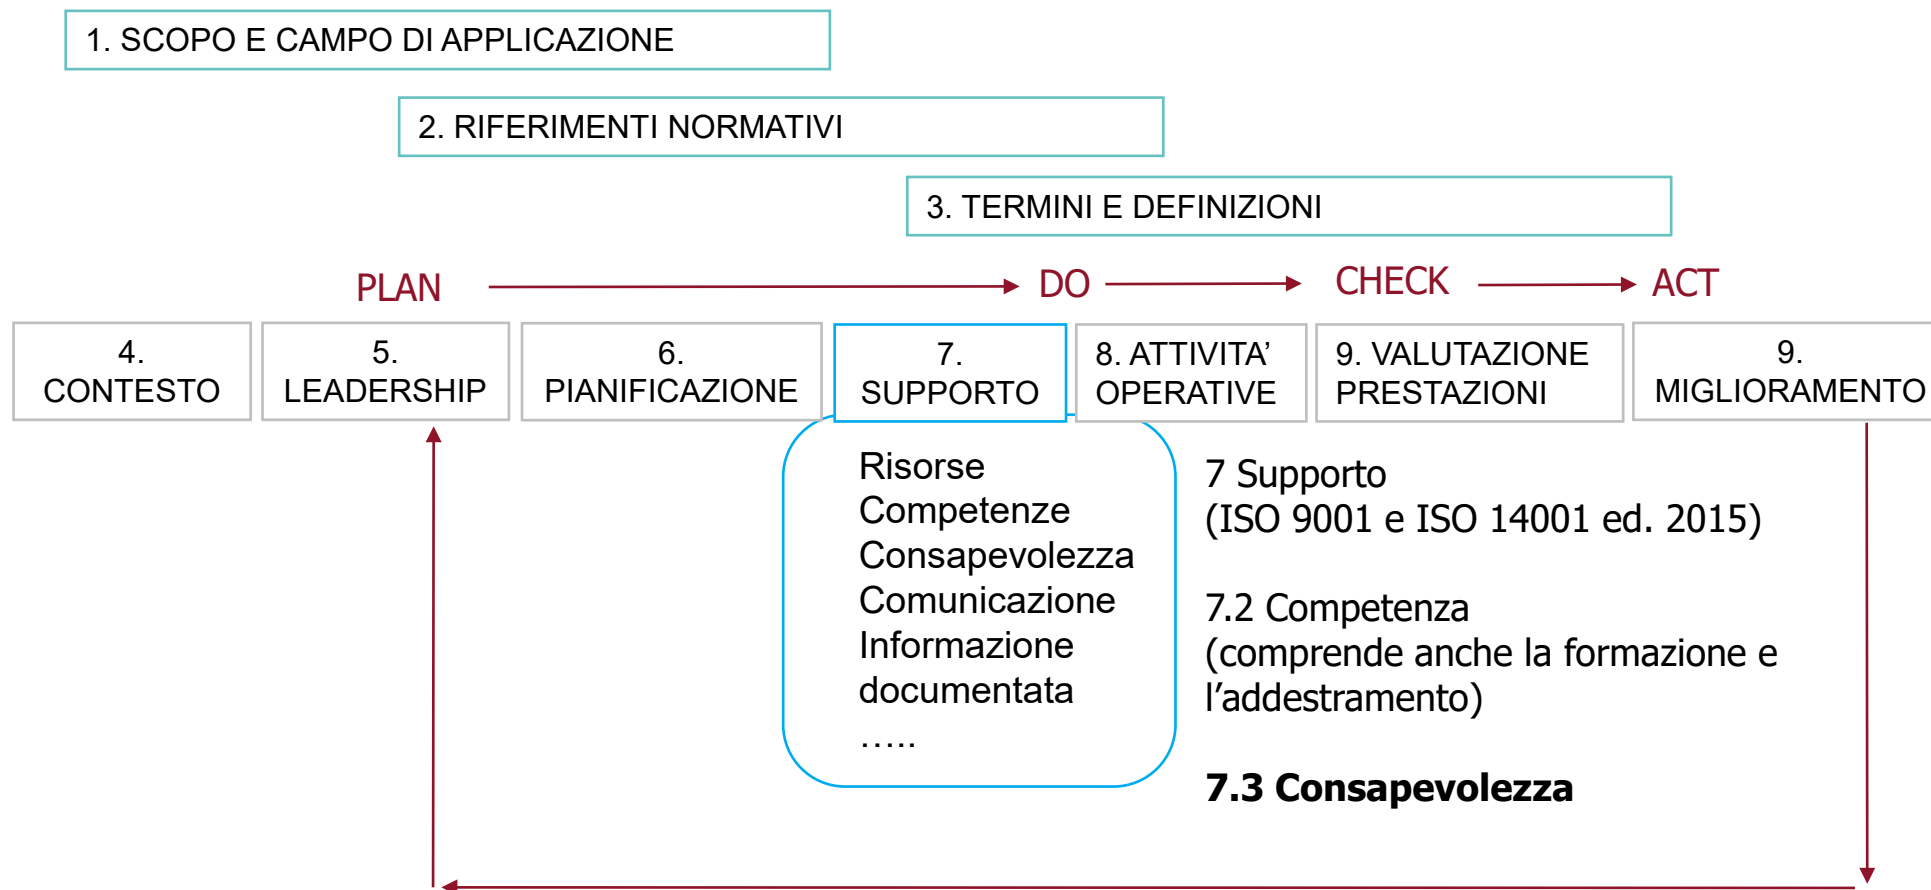 1. SCOPO E CAMPO DI APPLICAZIONE
2. RIFERIMENTI NORMATIVI
3. TERMINI E DEFINIZIONI
PLAN
DO
CHECK
ACT
4.
CONTESTO
5.
LEADERSHIP
6.
PIANIFICAZIONE
7.
SUPPORTO
8. ATTIVITA’
OPERATIVE
9. VALUTAZIONE
PRESTAZIONI
9.
MIGLIORAMENTO
Risorse
Competenze
Consapevolezza
Comunicazione
Informazione
documentata
…..
7 Supporto
(ISO 9001 e ISO 14001 ed. 2015)
7.2 Competenza
(comprende anche la formazione e
l’addestramento)
7.3 Consapevolezza